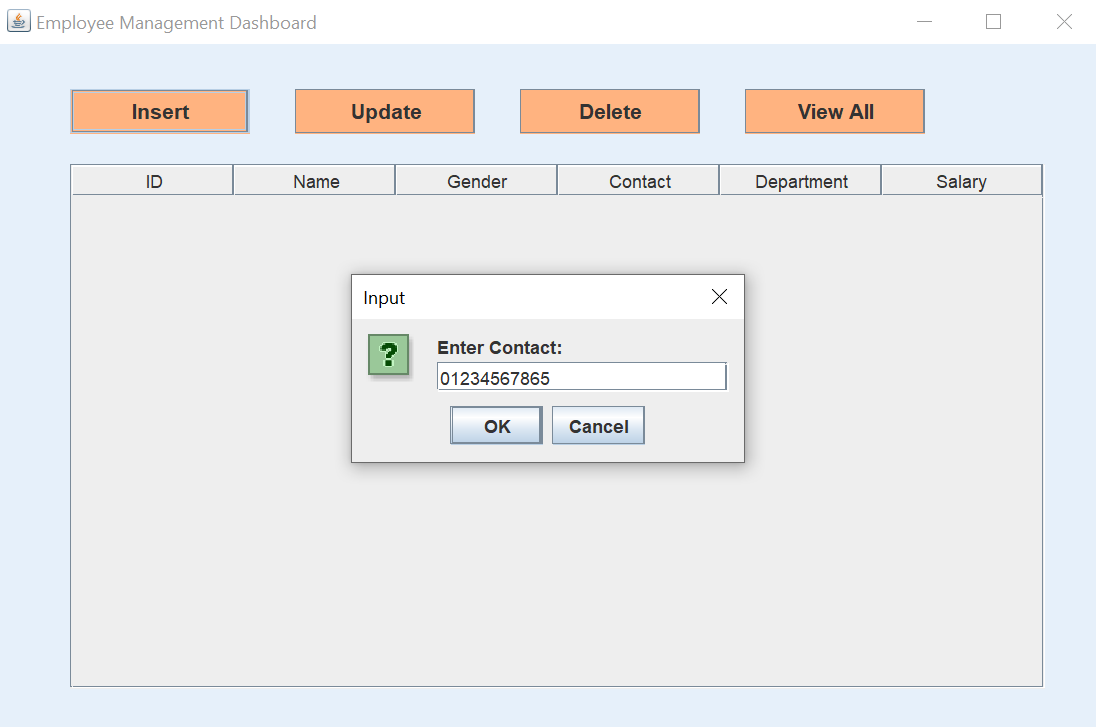 Employee Management Dashboard
Insert Update Delete View All
ID Name Gender Contact Department Salary
Input
?
Enter Contact:
01234567865
OK Cancel